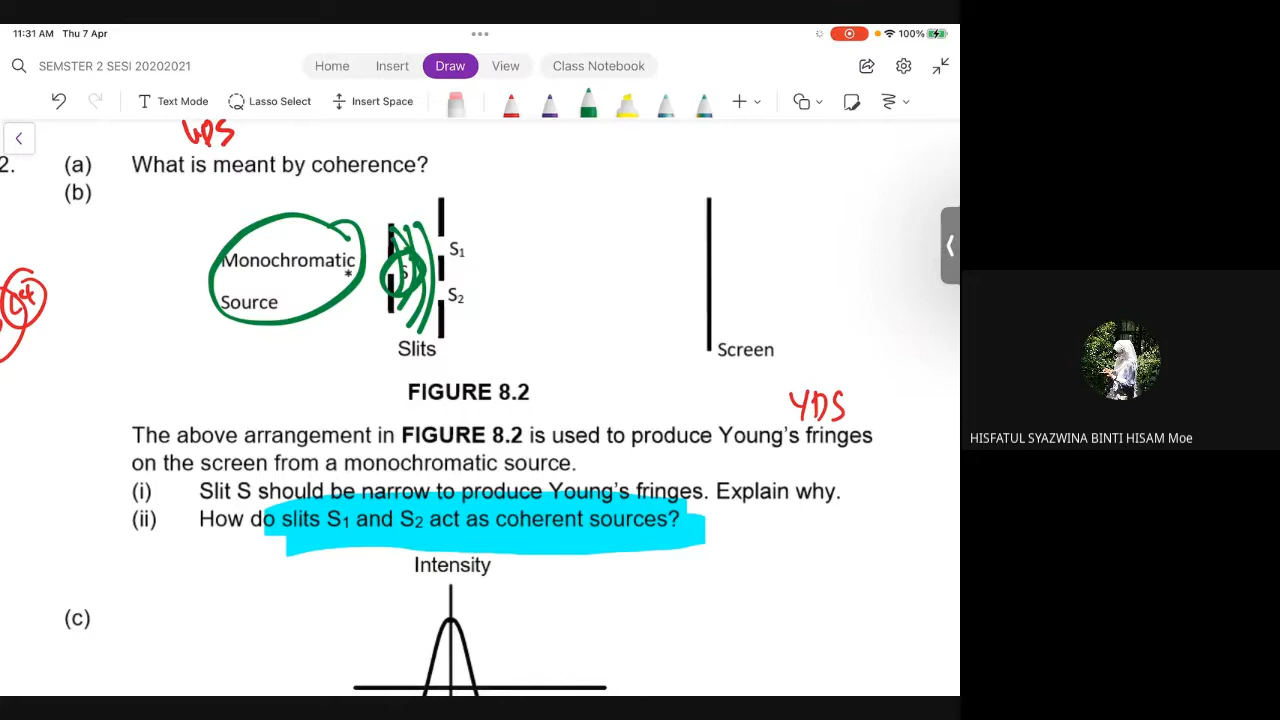 11:31 AM Thu 7 Apr
100%
SEMSTER 2 SESI 20202021
Home Insert Draw View Class Notebook
Text Mode Lasso Select Insert Space
2. (a) What is meant by coherence?
(b)
Monochromatic
*
Source
S
S1
S2
Slits
Screen
FIGURE 8.2
YDS
The above arrangement in FIGURE 8.2 is used to produce Young's fringes
on the screen from a monochromatic source.
(i) Slit S should be narrow to produce Young's fringes. Explain why.
(ii) How do slits S1 and S2 act as coherent sources?
Intensity
(c)
HISFATUL SYAZWINA BINTI HISAM Moe